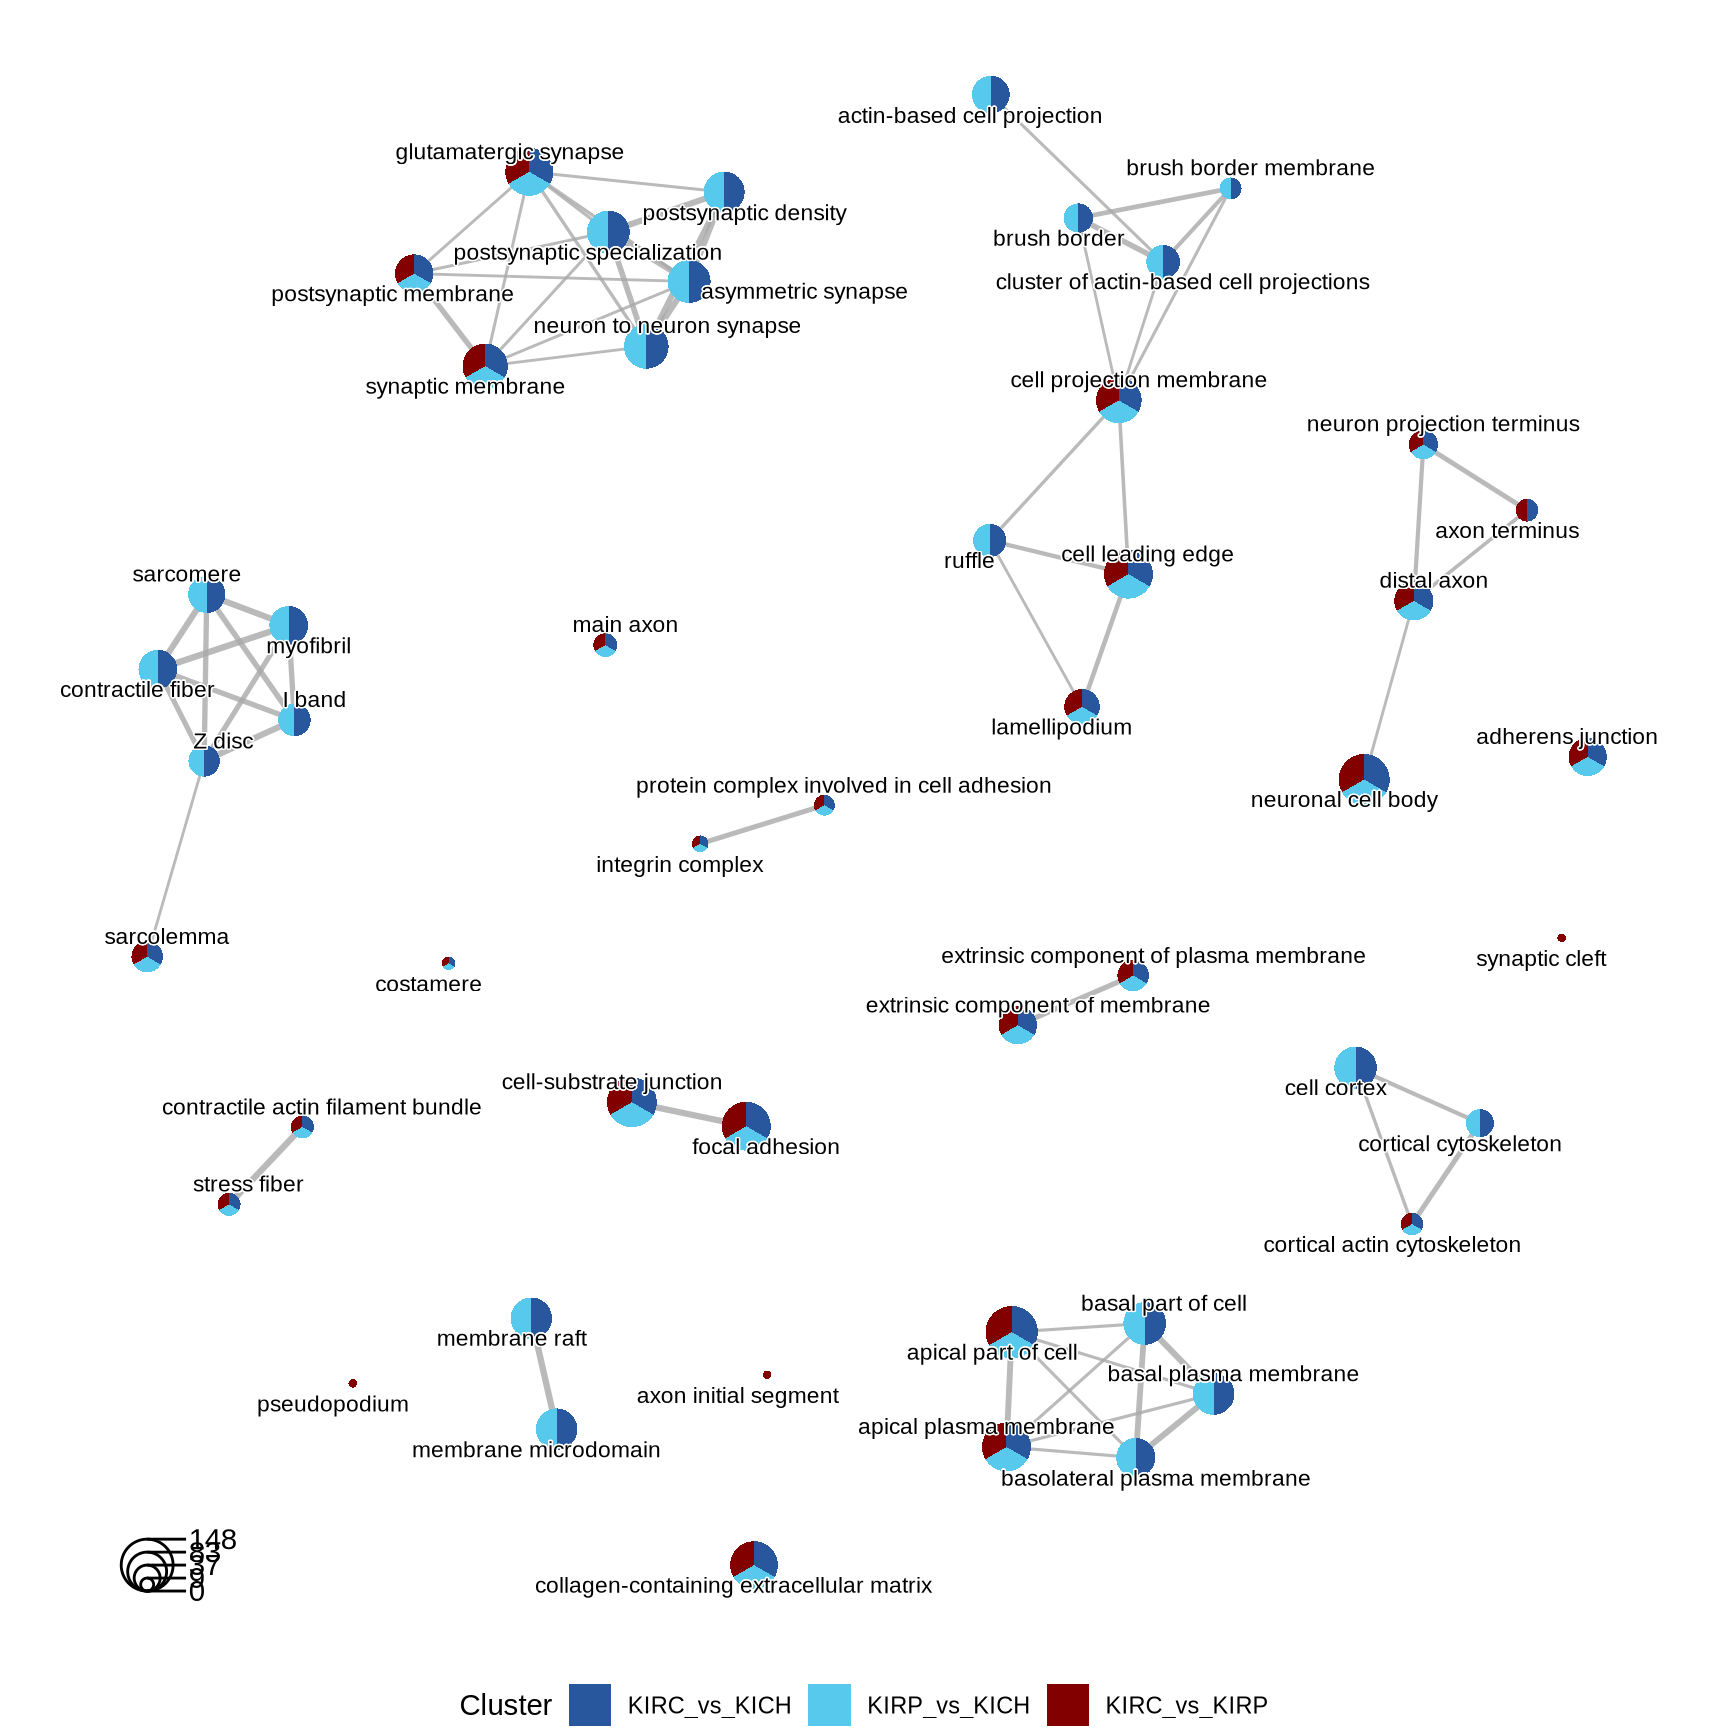 actin-based cell projection
glutamatergic synapse
brush border membrane
postsynaptic density
brush border
postsynaptic specialization
cluster of actin-based cell projections
postsynaptic membrane
asymmetric synapse
neuron to neuron synapse
cell projection membrane
synaptic membrane
neuron projection terminus
axon terminus
cell leading edge
ruffle
sarcomere
distal axon
main axon
myofibril
contractile fiber
I band
lamellipodium
Z disc
adherens junction
protein complex involved in cell adhesion
neuronal cell body
integrin complex
sarcolemma
extrinsic component of plasma membrane
synaptic cleft
costamere
extrinsic component of membrane
cell-substrate junction
cell cortex
contractile actin filament bundle
focal adhesion
cortical cytoskeleton
stress fiber
cortical actin cytoskeleton
basal part of cell
membrane raft
apical part of cell
basal plasma membrane
axon initial segment
pseudopodium
apical plasma membrane
membrane microdomain
basolateral plasma membrane
148
83
37
9
0
collagen-containing extracellular matrix
Cluster KIRC_vs_KICH KIRP_vs_KICH KIRC_vs_KIRP